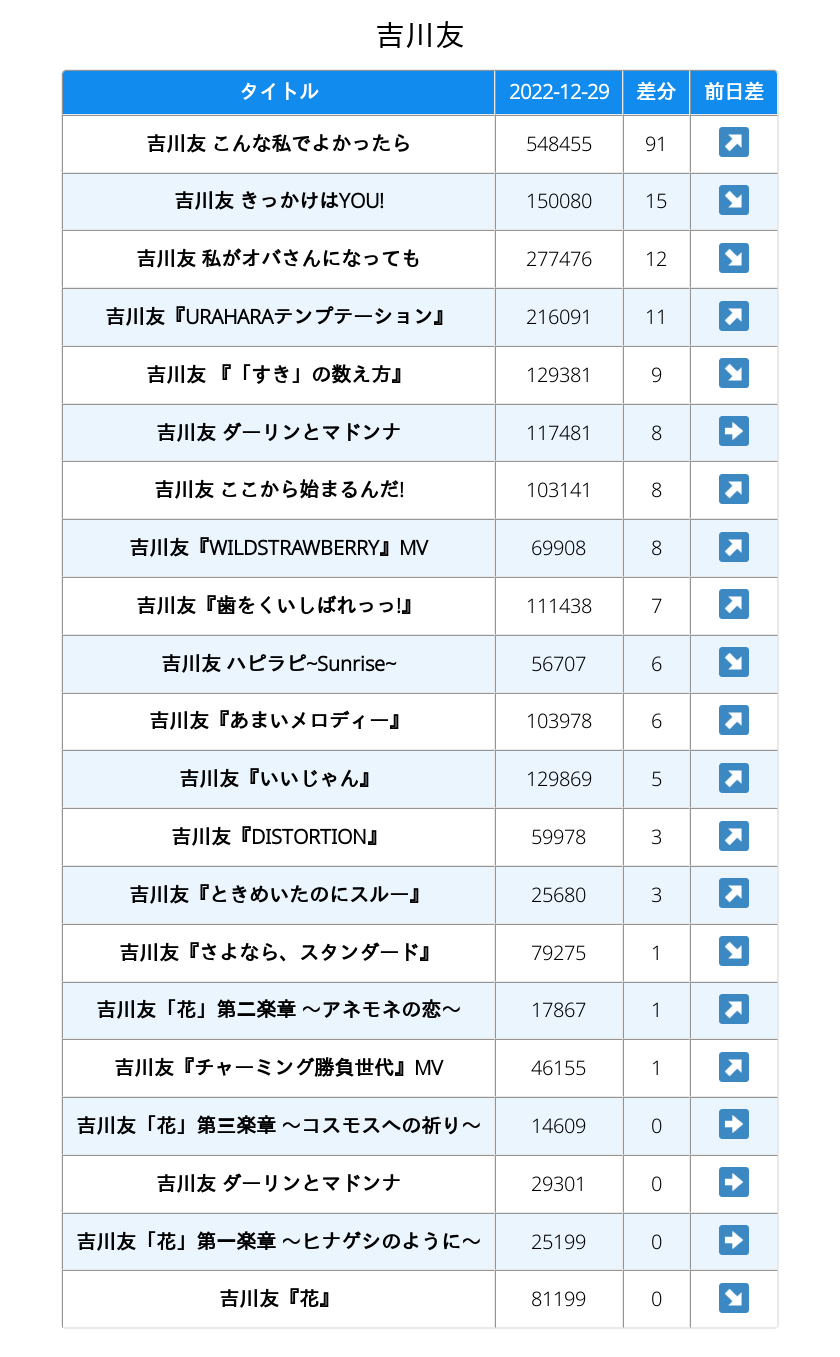 吉川友
タイトル 2022-12-29 差分 前日差
吉川友 こんな私でよかったら 548455 91 ↗
吉川友 きっかけはYOU! 150080 15 ↘
吉川友 私がオバさんになっても 277476 12 ↘
吉川友『URAHARAテンプテーション』 216091 11 ↗
吉川友 『「すき」の数え方』 129381 9 ↘
吉川友 ダーリンとマドンナ 117481 8 ➡
吉川友 ここから始まるんだ! 103141 8 ↗
吉川友『WILDSTRAWBERRY』MV 69908 8 ↗
吉川友『歯をくいしばれっっ!』 111438 7 ↗
吉川友 ハピラピ~Sunrise~ 56707 6 ↘
吉川友『あまいメロディー』 103978 6 ↗
吉川友『いいじゃん』 129869 5 ↗
吉川友『DISTORTION』 59978 3 ↗
吉川友『ときめいたのにスルー』 25680 3 ↗
吉川友『さよなら、スタンダード』 79275 1 ↘
吉川友「花」第二楽章 〜アネモネの恋〜 17867 1 ↗
吉川友『チャーミング勝負世代』MV 46155 1 ↗
吉川友「花」第三楽章 〜コスモスへの祈り〜 14609 0 ➡
吉川友 ダーリンとマドンナ 29301 0 ➡
吉川友「花」第一楽章 〜ヒナゲシのように〜 25199 0 ➡
吉川友『花』 81199 0 ↘